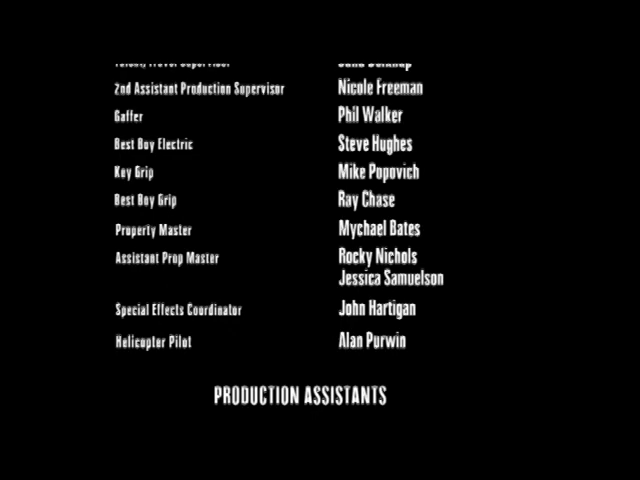 2nd Assistant Production Supervisor Nicole Freeman
Gaffer Phil Walker
Best Boy Electric Steve Hughes
Key Grip Mike Popovich
Best Boy Grip Ray Chase
Property Master Mychael Bates
Assistant Prop Master Rocky Nichols
Jessica Samuelson
Special Effects Coordinator John Hartigan
Helicopter Pilot Alan Purwin
PRODUCTION ASSISTANTS